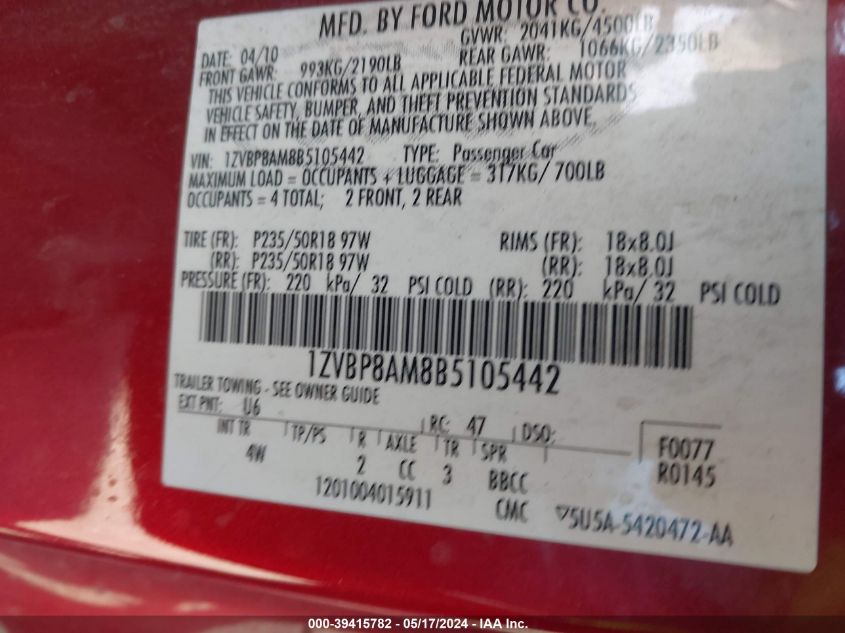 MFD. BY FORD MOTOR CO.
DATE: 04/10 GVWR: 2041KG/4500LB
FRONT GAWR: 993KG/2190LB REAR GAWR: 1066KG/2350LB
THIS VEHICLE CONFORMS TO ALL APPLICABLE FEDERAL MOTOR
VEHICLE SAFETY, BUMPER, AND THEFT PREVENTION STANDARDS
IN EFFECT ON THE DATE OF MANUFACTURE SHOWN ABOVE.
VIN: 1ZVBP8AM8B5105442 TYPE: Passenger Car
MAXIMUM LOAD = OCCUPANTS + LUGGAGE = 317KG/ 700LB
OCCUPANTS = 4 TOTAL; 2 FRONT, 2 REAR
TIRE (FR): P235/50R18 97W RIMS (FR): 18x8.0J
(RR): P235/50R18 97W (RR): 18x8.0J
PRESSURE (FR): 220 kPa/ 32 PSI COLD (RR): 220 kPa/ 32 PSI COLD
1ZVBP8AM8B5105442
TRAILER TOWING - SEE OWNER GUIDE
EXT PNT: U6 RC: 47 DSO:
INT TR TP/PS R AXLE TR SPR F0077
4W 2 CC 3 BBCC R0145
1201004015911 CMC ▽5U5A-5420472-AA
000-39415782 - 05/17/2024 - IAA, Inc.